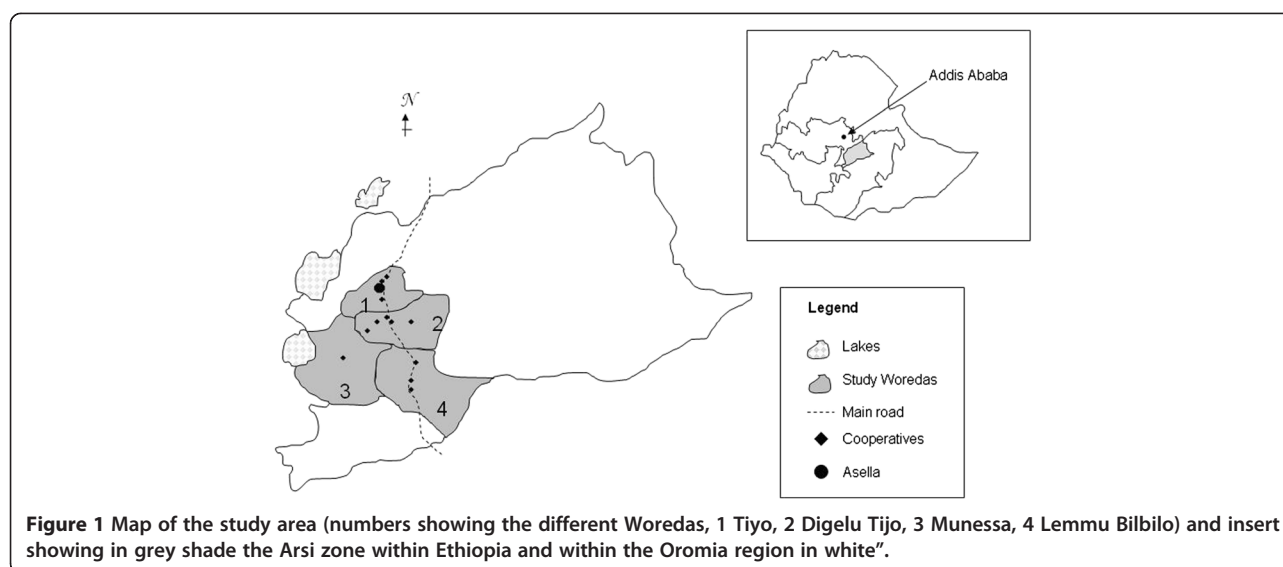 Addis Ababa
N
1
2
3
4
Legend
Lakes
Study Woredas
Main road
Cooperatives
Asella
Figure 1 Map of the study area (numbers showing the different Woredas, 1 Tiyo, 2 Digelu Tijo, 3 Munessa, 4 Lemmu Bilbilo) and insert
showing in grey shade the Arsi zone within Ethiopia and within the Oromia region in white”.